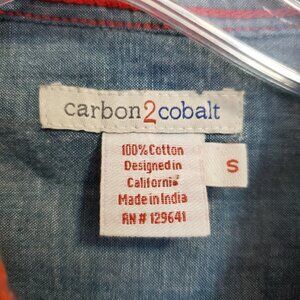 carbon2cobalt
100% Cotton
Designed in
California
Made in India
RN # 129641
S